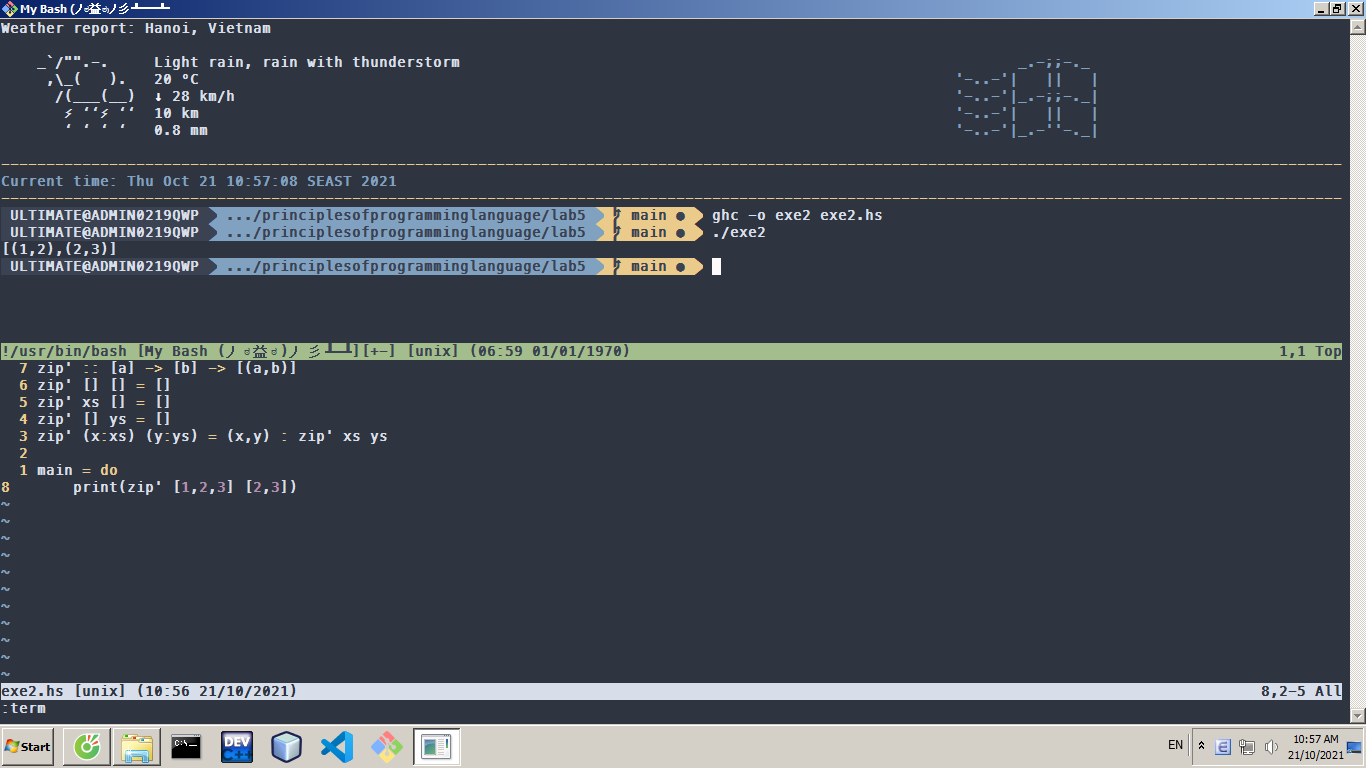 My Bash (ノಠ益ಠ)ノ彡┻━┻
Weather report: Hanoi, Vietnam
_`/"".-.     Light rain, rain with thunderstorm
,\_(   ).   20 °C
/(___(__)  ↓ 28 km/h
⚡ ‘‘⚡ ‘‘  10 km
‘ ‘ ‘ ‘   0.8 mm
_.-;;-._
'-..-'|   ||   |
'-..-'|_.-;;-._|
'-..-'|   ||   |
'-..-'|_.-''-._|
Current time: Thu Oct 21 10:57:08 SEAST 2021
ULTIMATE@ADMIN0219QWP .../principlesofprogramminglanguage/lab5 main ● ghc -o exe2 exe2.hs
ULTIMATE@ADMIN0219QWP .../principlesofprogramminglanguage/lab5 main ● ./exe2
[(1,2),(2,3)]
ULTIMATE@ADMIN0219QWP .../principlesofprogramminglanguage/lab5 main ●
!/usr/bin/bash [My Bash (ノಠ益ಠ)ノ彡┻━┻][+-] [unix] (06:59 01/01/1970) 1,1 Top
7 zip' :: [a] -> [b] -> [(a,b)]
6 zip' [] [] = []
5 zip' xs [] = []
4 zip' [] ys = []
3 zip' (x:xs) (y:ys) = (x,y) : zip' xs ys
2
1 main = do
8 print(zip' [1,2,3] [2,3])
~
~
~
~
~
~
~
~
~
~
~
exe2.hs [unix] (10:56 21/10/2021) 8,2-5 All
:term
Start
C:\_
DEV
C++
EN
E
10:57 AM
21/10/2021